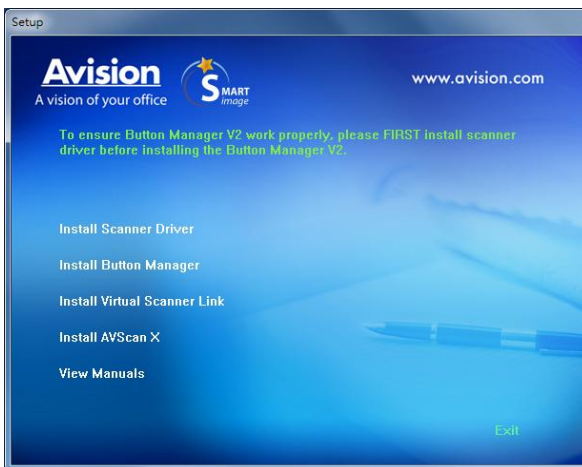 Setup
Avision
A vision of your office
SMART
image
www.avision.com
To ensure Button Manager V2 work properly, please FIRST install scanner
driver before installing the Button Manager V2.
Install Scanner Driver
Install Button Manager
Install Virtual Scanner Link
Install AVScan X
View Manuals
Exit